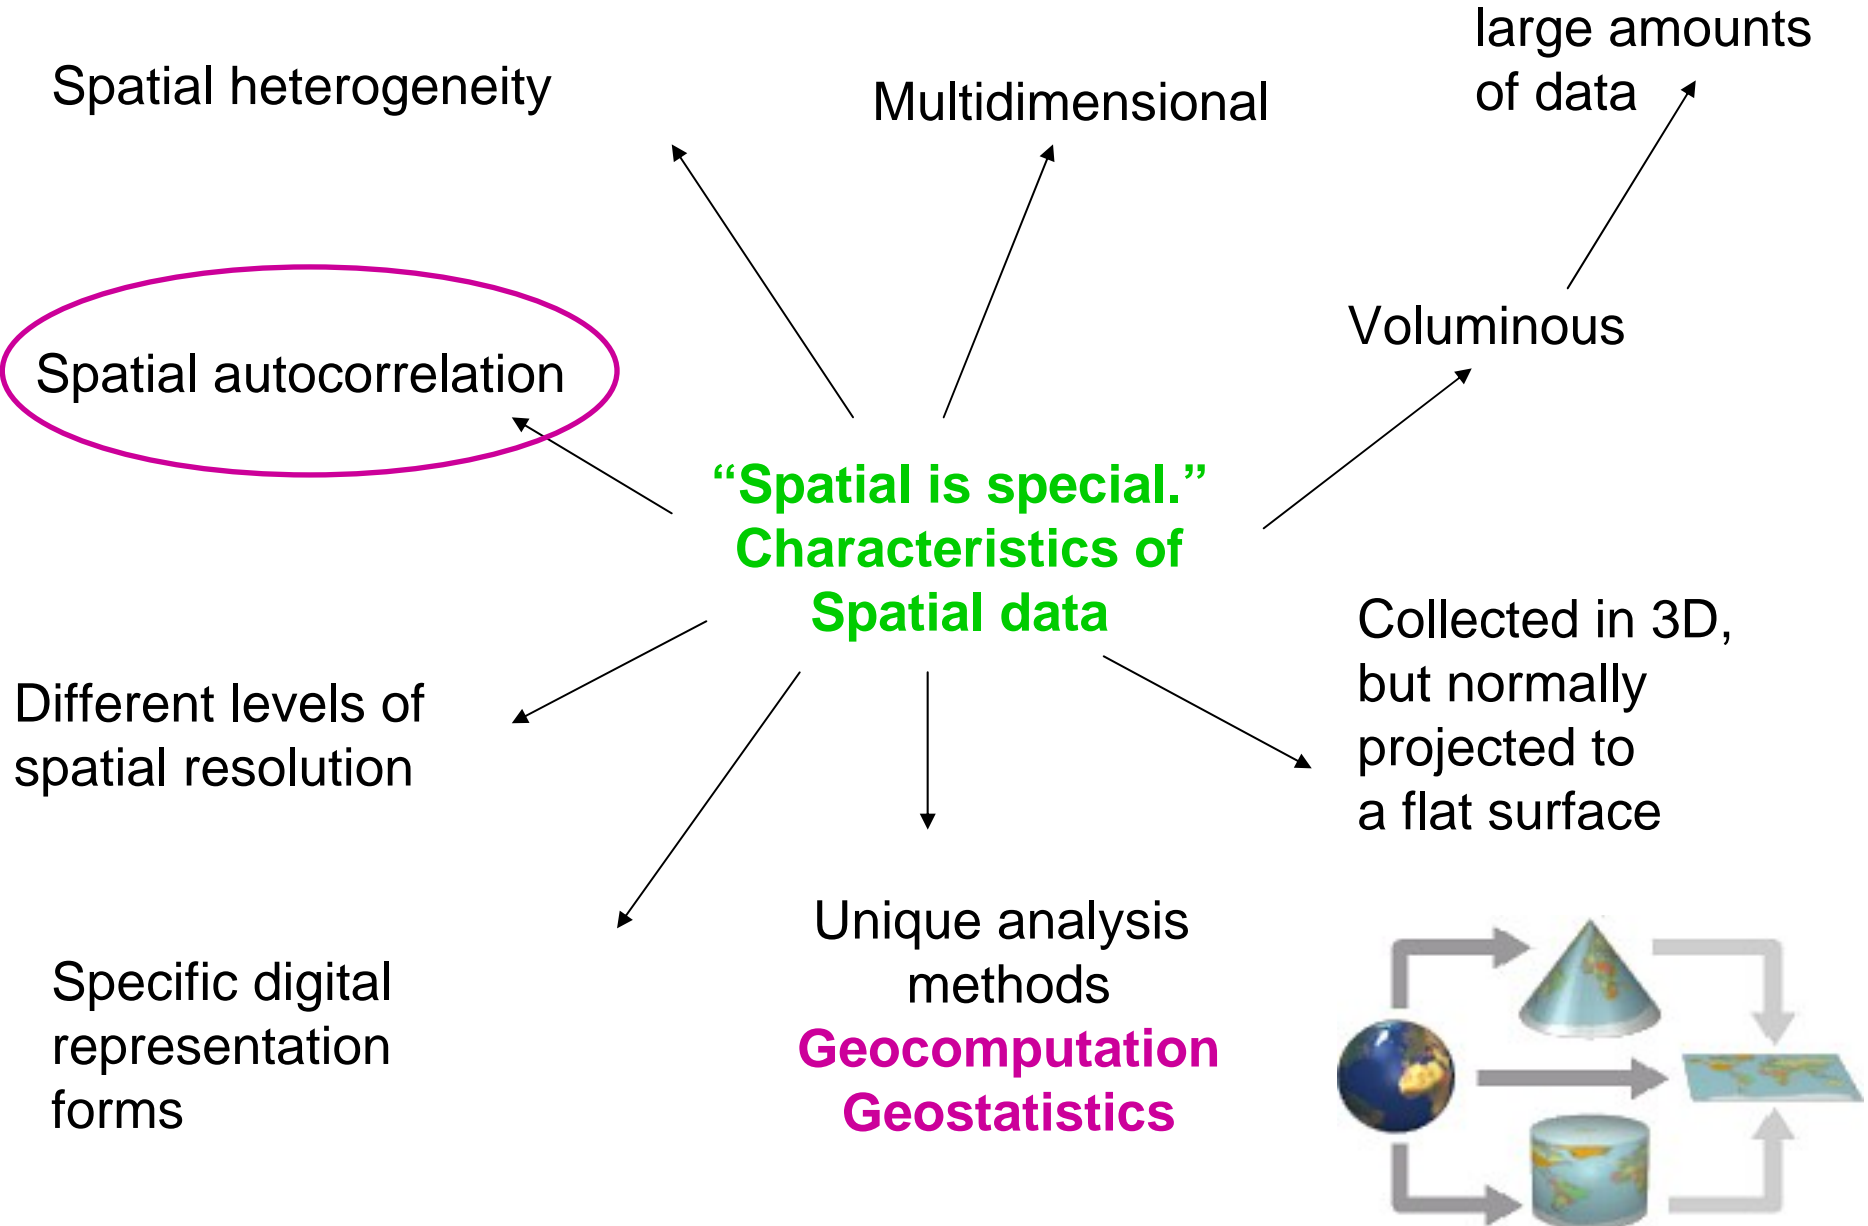 large amounts
of data
Spatial heterogeneity
Multidimensional
Voluminous
Spatial autocorrelation
“Spatial is special.”
Characteristics of
Spatial data
Collected in 3D,
but normally
projected to
a flat surface
Different levels of
spatial resolution
Unique analysis
methods
Geocomputation
Geostatistics
Specific digital
representation
forms